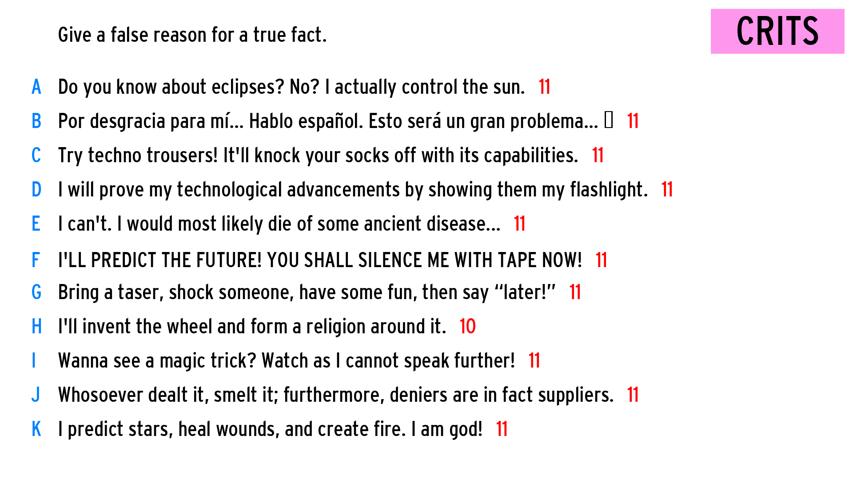 Give a false reason for a true fact.
CRITS
A Do you know about eclipses? No? I actually control the sun. 11
B Por desgracia para mí... Hablo español. Esto será un gran problema... 11
C Try techno trousers! It'll knock your socks off with its capabilities. 11
D I will prove my technological advancements by showing them my flashlight. 11
E I can't. I would most likely die of some ancient disease... 11
F I'LL PREDICT THE FUTURE! YOU SHALL SILENCE ME WITH TAPE NOW! 11
G Bring a taser, shock someone, have some fun, then say “later!” 11
H I'll invent the wheel and form a religion around it. 10
I Wanna see a magic trick? Watch as I cannot speak further! 11
J Whosoever dealt it, smelt it; furthermore, deniers are in fact suppliers. 11
K I predict stars, heal wounds, and create fire. I am god! 11